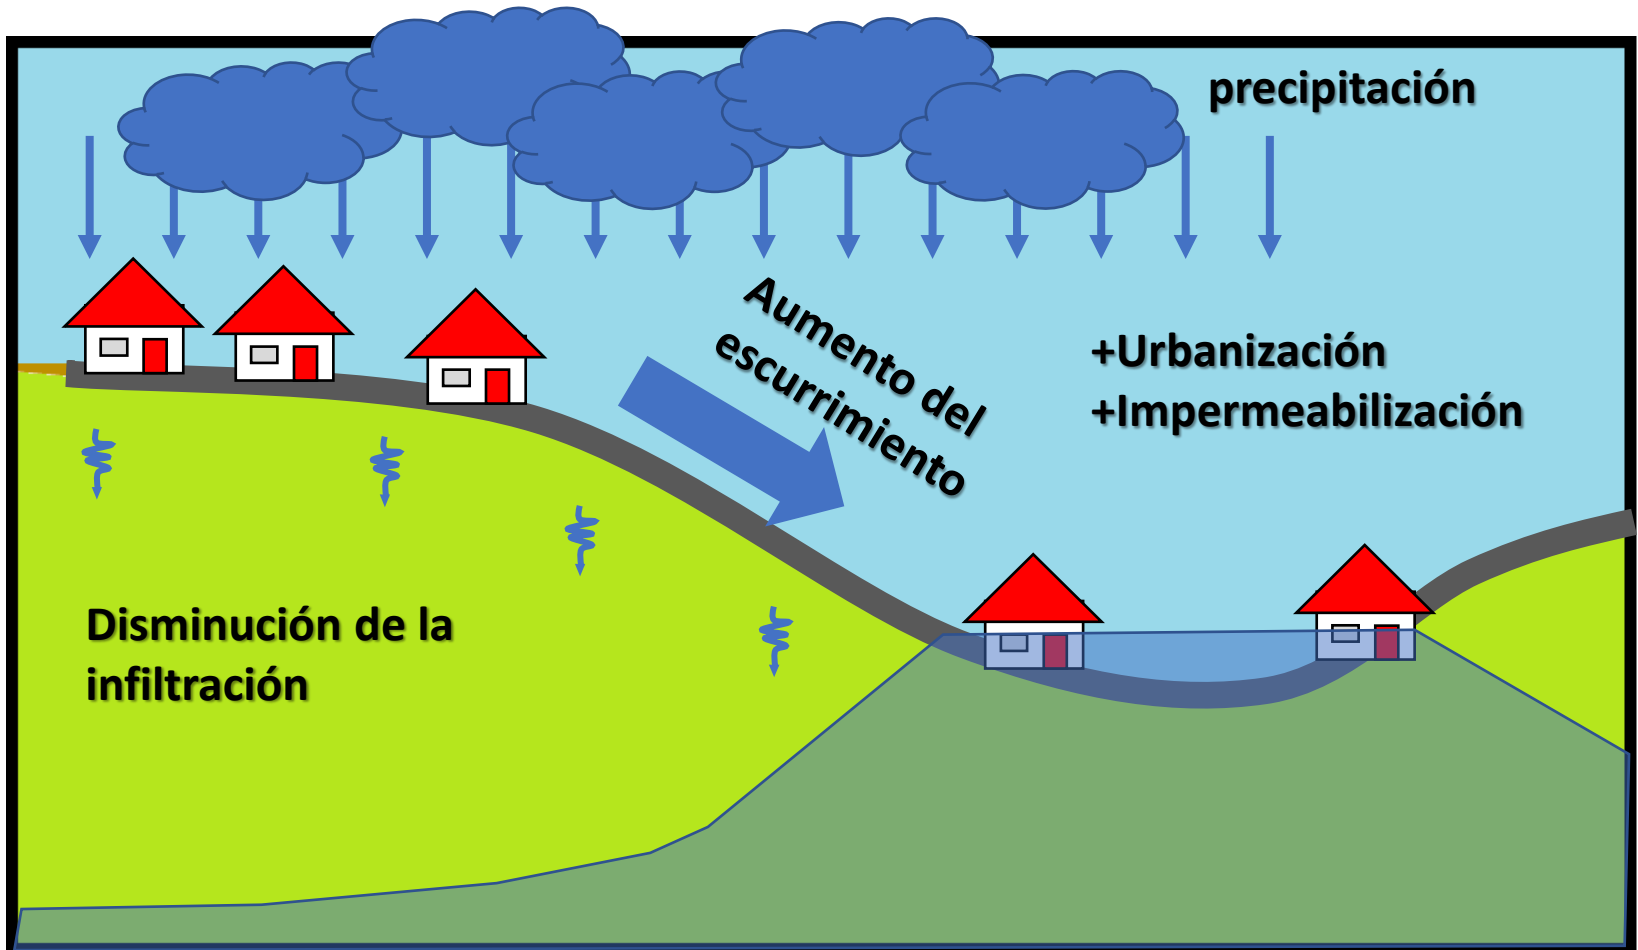 precipitación
Aumento del
escurrimiento
+Urbanización
+Impermeabilización
Disminución de la
infiltración